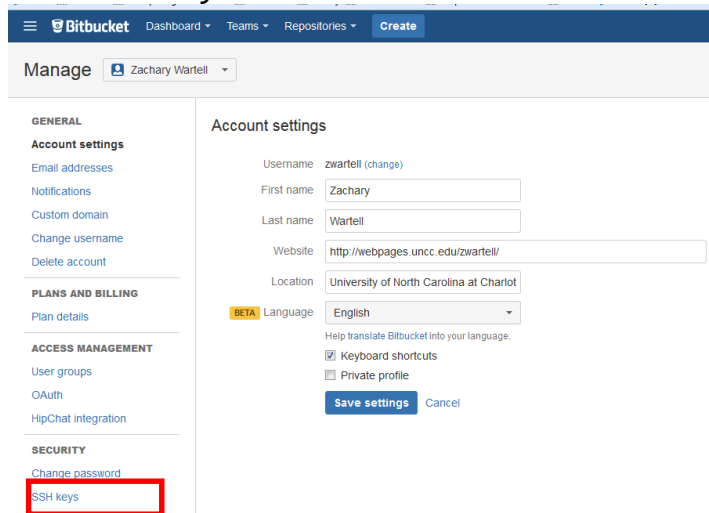 Bitbucket Dashboard Teams Repositories Create
Manage Zachary Wartell
GENERAL
Account settings
Email addresses
Notifications
Custom domain
Change username
Delete account
PLANS AND BILLING
Plan details
ACCESS MANAGEMENT
User groups
OAuth
HipChat integration
SECURITY
Change password
SSH keys
Account settings
Username zwartell (change)
First name Zachary
Last name Wartell
Website http://webpages.uncc.edu/zwartell/
Location University of North Carolina at Charlot
BETA Language English
Help translate Bitbucket into your language.
Keyboard shortcuts
Private profile
Save settings Cancel